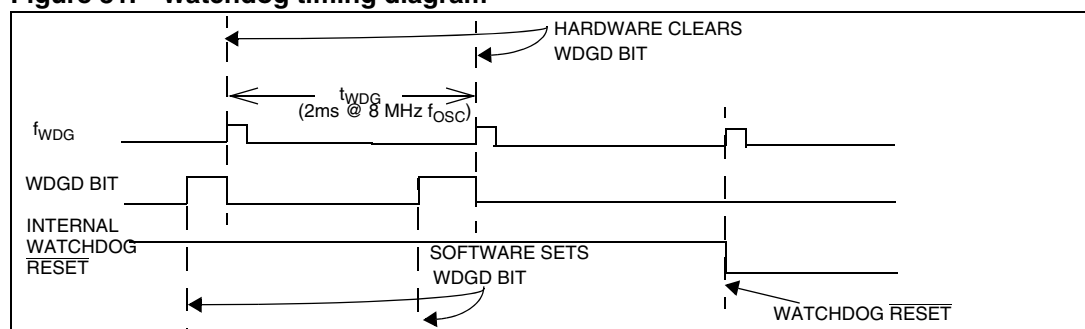 Figure 31. Watchdog timing diagram
HARDWARE CLEARS
WDGD BIT
tWDG
(2ms @ 8 MHz fOSC)
fWDG
WDGD BIT
INTERNAL
WATCHDOG
RESET
SOFTWARE SETS
WDGD BIT
WATCHDOG RESET